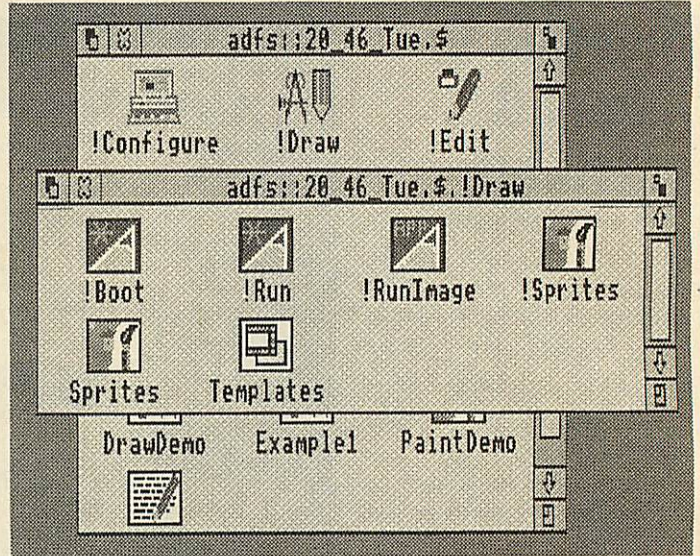 adfs::20_46_Tue.$
!Configure !Draw !Edit
adfs::20_46_Tue.$.!Draw
!Boot !Run !RunImage !Sprites
Sprites Templates
DrawDemo Example1 PaintDemo